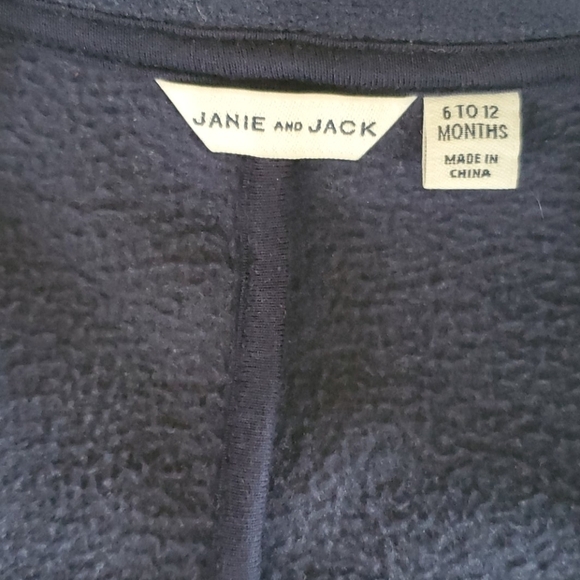 JANIE AND JACK
6 TO 12
MONTHS
MADE IN
CHINA